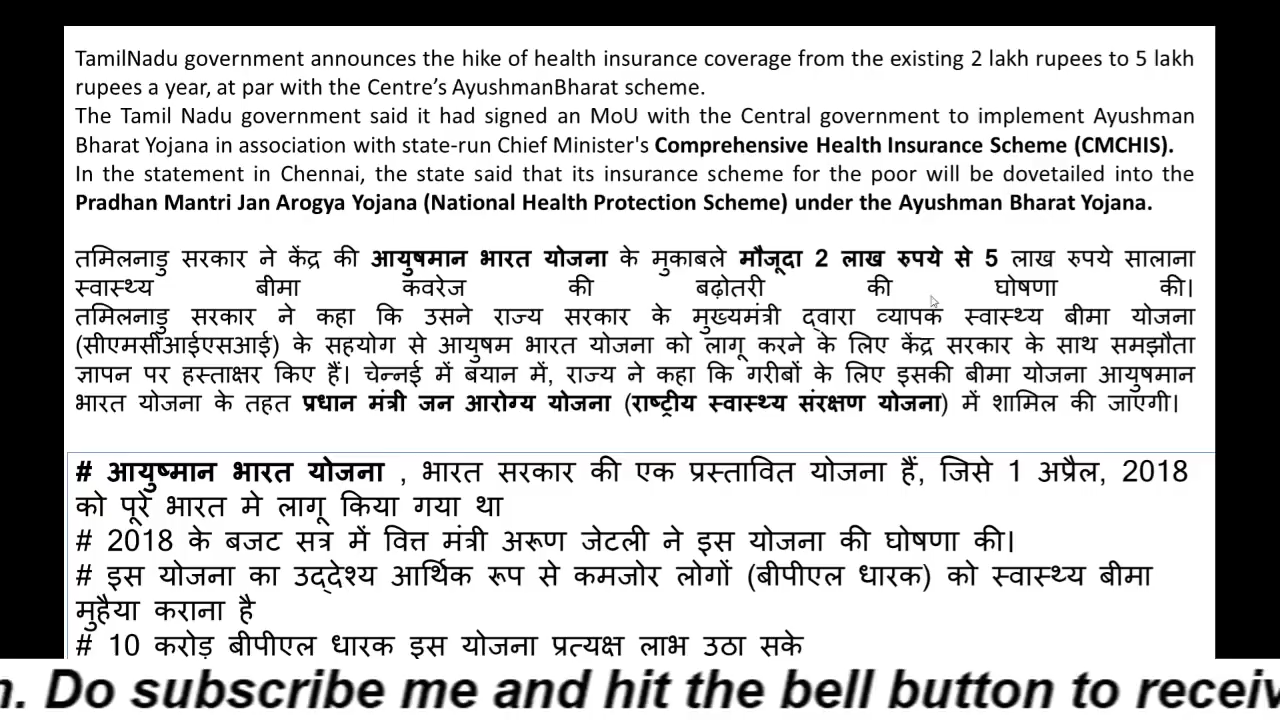 TamilNadu government announces the hike of health insurance coverage from the existing 2 lakh rupees to 5 lakh
rupees a year, at par with the Centre’s AyushmanBharat scheme.
The Tamil Nadu government said it had signed an MoU with the Central government to implement Ayushman
Bharat Yojana in association with state-run Chief Minister's Comprehensive Health Insurance Scheme (CMCHIS).
In the statement in Chennai, the state said that its insurance scheme for the poor will be dovetailed into the
Pradhan Mantri Jan Arogya Yojana (National Health Protection Scheme) under the Ayushman Bharat Yojana.
तमिलनाडु सरकार ने केंद्र की आयुषमान भारत योजना के मुकाबले मौजूदा 2 लाख रुपये से 5 लाख रुपये सालाना
स्वास्थ्य बीमा कवरेज की बढ़ोतरी की घोषणा की।
तमिलनाडु सरकार ने कहा कि उसने राज्य सरकार के मुख्यमंत्री द्वारा व्यापक स्वास्थ्य बीमा योजना
(सीएमसीआईएसआई) के सहयोग से आयुषम भारत योजना को लागू करने के लिए केंद्र सरकार के साथ समझौता
ज्ञापन पर हस्ताक्षर किए हैं। चेन्नई में बयान में, राज्य ने कहा कि गरीबों के लिए इसकी बीमा योजना आयुषमान
भारत योजना के तहत प्रधान मंत्री जन आरोग्य योजना (राष्ट्रीय स्वास्थ्य संरक्षण योजना) में शामिल की जाएगी।
# आयुष्मान भारत योजना , भारत सरकार की एक प्रस्तावित योजना हैं, जिसे 1 अप्रैल, 2018
को पूरे भारत मे लागू किया गया था
# 2018 के बजट सत्र में वित्त मंत्री अरूण जेटली ने इस योजना की घोषणा की।
# इस योजना का उद्देश्य आर्थिक रूप से कमजोर लोगों (बीपीएल धारक) को स्वास्थ्य बीमा
मुहैया कराना है
# 10 करोड़ बीपीएल धारक इस योजना प्रत्यक्ष लाभ उठा सके
n. Do subscribe me and hit the bell button to receiv